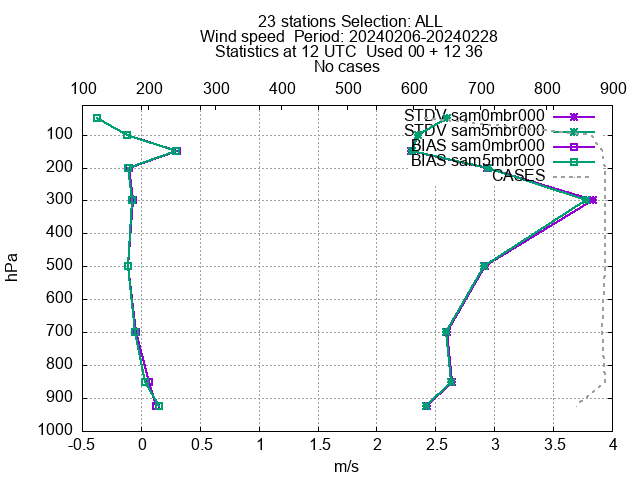 23 stations Selection: ALL
Wind speed  Period: 20240206-20240228
Statistics at 12 UTC  Used 00 + 12 36
No cases
100 200 300 400 500 600 700 800 900
STDV sam0mbr000
STDV sam5mbr000
BIAS sam0mbr000
BIAS sam5mbr000
CASES
100
200
300
400
500
600
700
800
900
1000
hPa
-0.5 0 0.5 1 1.5 2 2.5 3 3.5 4
m/s